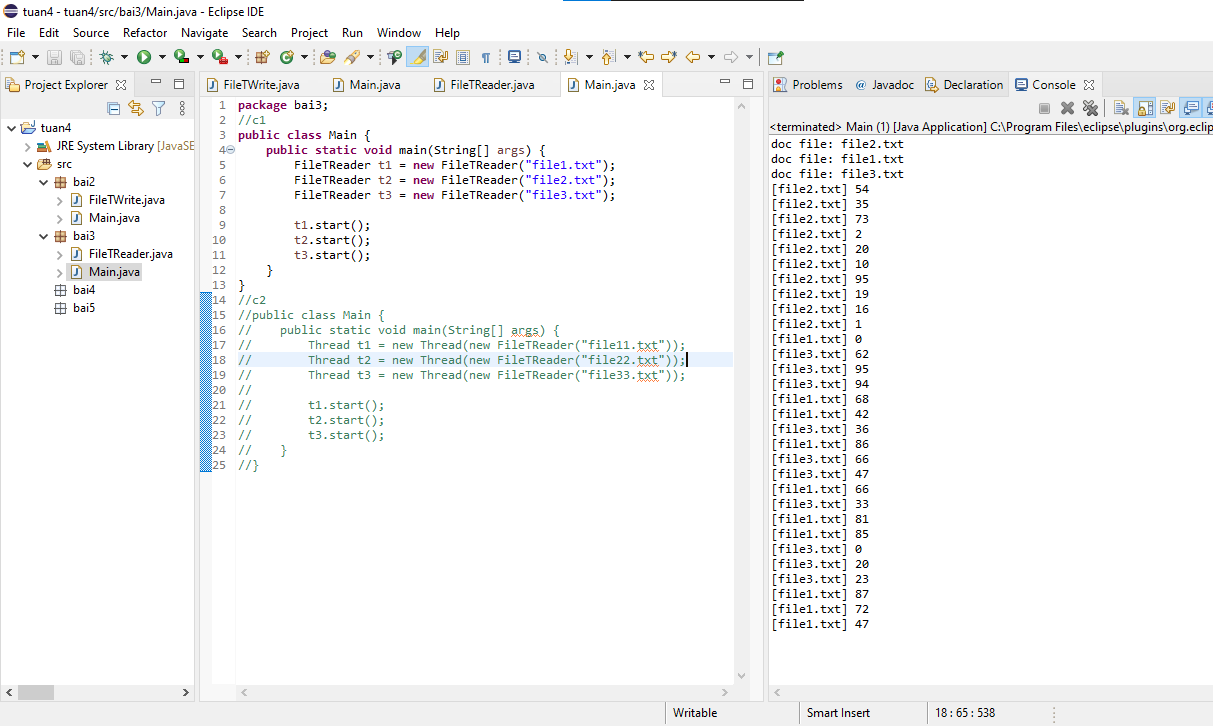 tuan4 - tuan4/src/bai3/Main.java - Eclipse IDE
File Edit Source Refactor Navigate Search Project Run Window Help
Project Explorer
tuan4
JRE System Library [JavaSE
src
bai2
FileTWrite.java
Main.java
bai3
FileTReader.java
Main.java
bai4
bai5
FileTWrite.java Main.java FileTReader.java Main.java
1 package bai3;
2 //c1
3 public class Main {
4 public static void main(String[] args) {
5 FileTReader t1 = new FileTReader("file1.txt");
6 FileTReader t2 = new FileTReader("file2.txt");
7 FileTReader t3 = new FileTReader("file3.txt");
8
9 t1.start();
10 t2.start();
11 t3.start();
12 }
13 }
14 //c2
15 //public class Main {
16 // public static void main(String[] args) {
17 // Thread t1 = new Thread(new FileTReader("file11.txt"));
18 // Thread t2 = new Thread(new FileTReader("file22.txt"));
19 // Thread t3 = new Thread(new FileTReader("file33.txt"));
20 //
21 // t1.start();
22 // t2.start();
23 // t3.start();
24 // }
25 //}
Problems @ Javadoc Declaration Console
<terminated> Main (1) [Java Application] C:\Program Files\eclipse\plugins\org.eclip
doc file: file2.txt
doc file: file1.txt
doc file: file3.txt
[file2.txt] 54
[file2.txt] 35
[file2.txt] 73
[file2.txt] 2
[file2.txt] 20
[file2.txt] 10
[file2.txt] 95
[file2.txt] 19
[file2.txt] 16
[file2.txt] 1
[file1.txt] 0
[file3.txt] 62
[file3.txt] 95
[file3.txt] 94
[file1.txt] 68
[file1.txt] 42
[file3.txt] 36
[file1.txt] 86
[file3.txt] 66
[file3.txt] 47
[file1.txt] 66
[file3.txt] 33
[file1.txt] 81
[file1.txt] 85
[file3.txt] 0
[file3.txt] 20
[file3.txt] 23
[file1.txt] 87
[file1.txt] 72
[file1.txt] 47
Writable Smart Insert 18 : 65 : 538